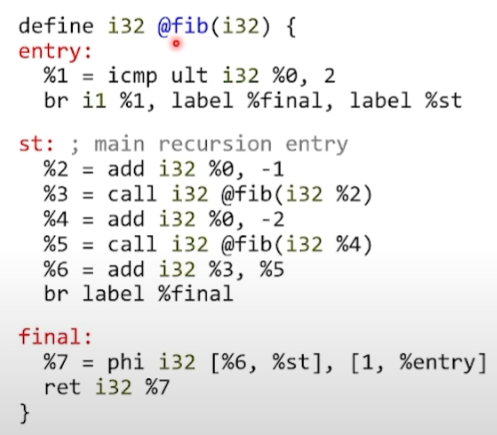 define i32 @fib(i32) {
entry:
%1 = icmp ult i32 %0, 2
br i1 %1, label %final, label %st
st: ; main recursion entry
%2 = add i32 %0, -1
%3 = call i32 @fib(i32 %2)
%4 = add i32 %0, -2
%5 = call i32 @fib(i32 %4)
%6 = add i32 %3, %5
br label %final
final:
%7 = phi i32 [%6, %st], [1, %entry]
ret i32 %7
}